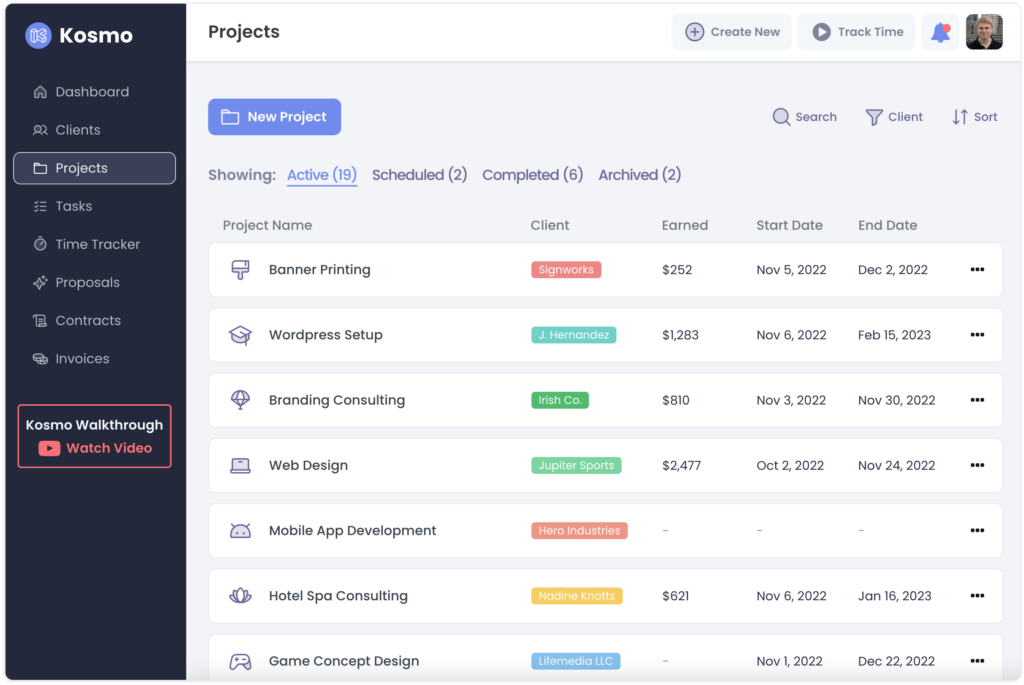 Kosmo
Projects
Create New
Track Time
Dashboard
Clients
Projects
Tasks
Time Tracker
Proposals
Contracts
Invoices
Kosmo Walkthrough
Watch Video
New Project
Search
Client
Sort
Showing: Active (19) Scheduled (2) Completed (6) Archived (2)
Project Name Client Earned Start Date End Date
Banner Printing Signworks $252 Nov 5, 2022 Dec 2, 2022 •••
Wordpress Setup J. Hernandez $1,283 Nov 6, 2022 Feb 15, 2023 •••
Branding Consulting Irish Co. $810 Nov 3, 2022 Nov 30, 2022 •••
Web Design Jupiter Sports $2,477 Oct 2, 2022 Nov 24, 2022 •••
Mobile App Development Hero Industries – – – •••
Hotel Spa Consulting Nadine Knotts $621 Nov 6, 2022 Jan 16, 2023 •••
Game Concept Design Lifemedia LLC – Nov 1, 2022 Dec 22, 2022 •••